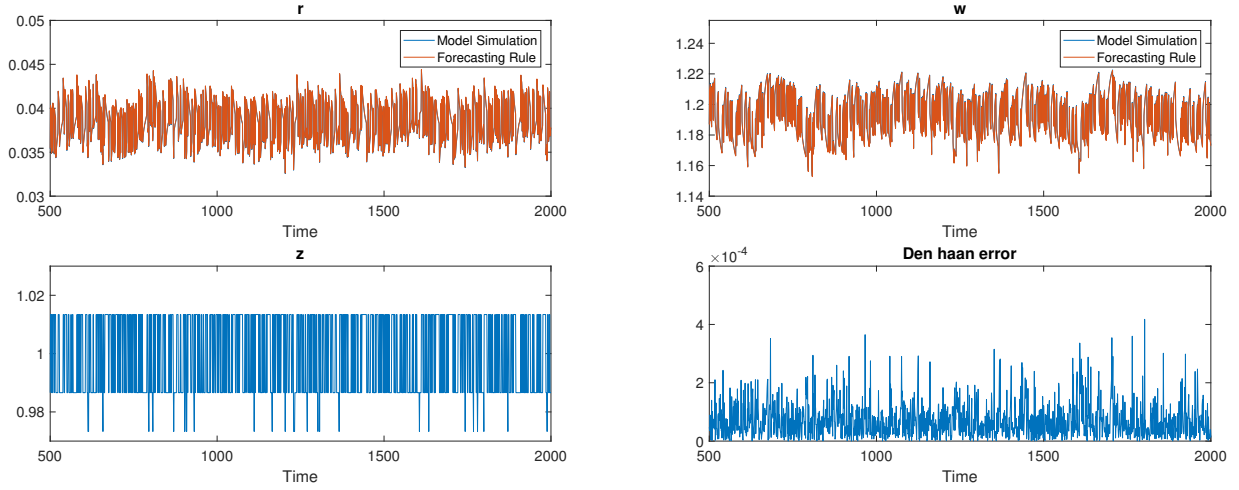 r
0.05
0.045
0.04
0.035
0.03
Model Simulation
Forecasting Rule
500
1000
1500
2000
Time
w
1.22
1.2
1.18
1.16
1.14
Model Simulation
Forecasting Rule
500
1000
1500
2000
Time
z
1.02
1
0.98
500
1000
1500
2000
Time
Den haan error
×10⁻⁴
6
4
2
0
500
1000
1500
2000
Time